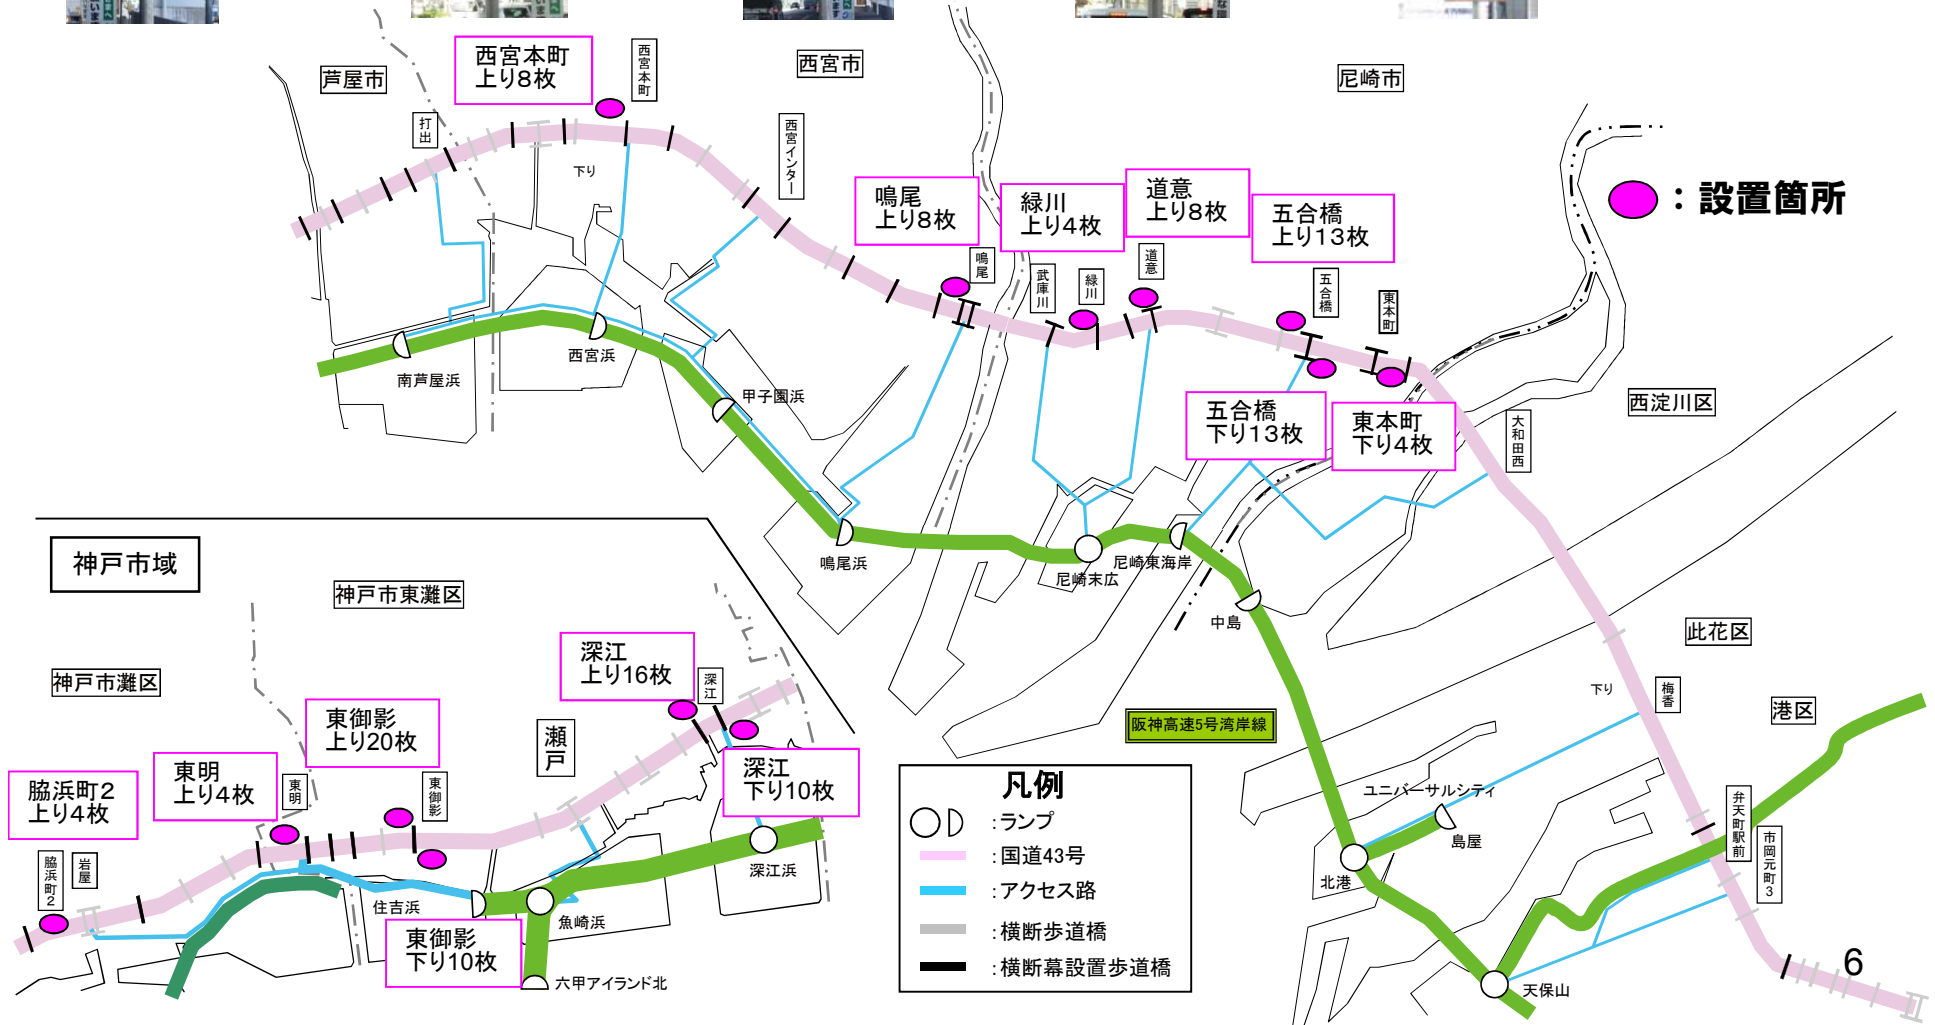 芦屋市
西宮本町
上り8枚
西宮本町
西宮市
尼崎市
打出
西宮インター
下り
鳴尾
上り8枚
緑川
上り4枚
道意
上り8枚
五合橋
上り13枚
：設置箇所
鳴尾
武庫川
緑川
道意
五合橋
東本町
南芦屋浜
西宮浜
甲子園浜
五合橋
下り13枚
東本町
下り4枚
大和田西
西淀川区
鳴尾浜
尼崎末広
尼崎東海岸
中島
神戸市域
神戸市東灘区
神戸市灘区
深江
上り16枚
深江
此花区
下り
梅香
港区
阪神高速5号湾岸線
東御影
上り20枚
瀬戸
東明
上り4枚
東明
東御影
脇浜町2
上り4枚
脇浜町2
岩屋
深江
下り10枚
深江浜
住吉浜
魚崎浜
東御影
下り10枚
六甲アイランド北
凡例
：ランプ
：国道43号
：アクセス路
：横断歩道橋
：横断幕設置歩道橋
ユニバーサルシティ
島屋
北港
弁天町駅前
市岡元町3
天保山
6